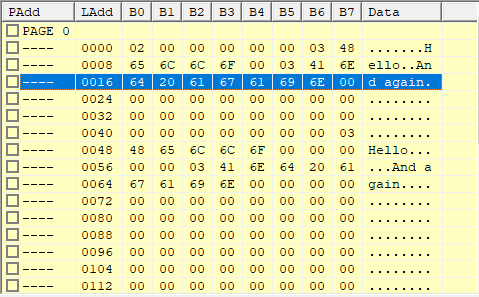 PAdd LAdd B0 B1 B2 B3 B4 B5 B6 B7 Data
PAGE 0
---- 0000 02 00 00 00 00 00 03 48 .......H
---- 0008 65 6C 6C 6F 00 03 41 6E ello..An
---- 0016 64 20 61 67 61 69 6E 00 d again.
---- 0024 00 00 00 00 00 00 00 00 ........
---- 0032 00 00 00 00 00 00 00 00 ........
---- 0040 00 00 00 00 00 00 00 03 ........
---- 0048 48 65 6C 6C 6F 00 00 00 Hello...
---- 0056 00 00 03 41 6E 64 20 61 ...And a
---- 0064 67 61 69 6E 00 00 00 00 gain....
---- 0072 00 00 00 00 00 00 00 00 ........
---- 0080 00 00 00 00 00 00 00 00 ........
---- 0088 00 00 00 00 00 00 00 00 ........
---- 0096 00 00 00 00 00 00 00 00 ........
---- 0104 00 00 00 00 00 00 00 00 ........
---- 0112 00 00 00 00 00 00 00 00 ........